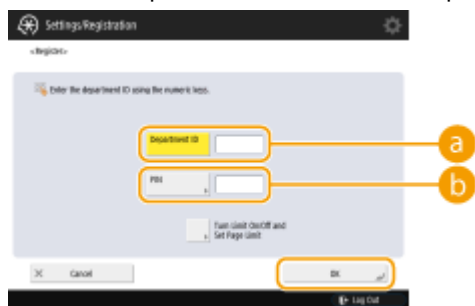 Settings/Registration
<Register>
Enter the department ID using the numeric keys.
Department ID
a
PIN
b
Turn Limit On/Off and
Set Page Limit
Cancel
OK
Log Out